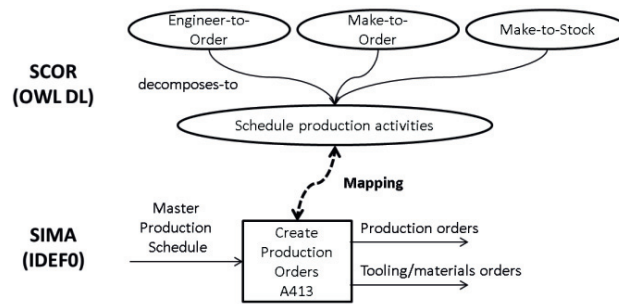 Engineer-to-
Order
Make-to-
Order
Make-to-Stock
SCOR
(OWL DL)
decomposes-to
Schedule production activities
Mapping
SIMA
(IDEF0)
Master
Production
Schedule
Create
Production
Orders
A413
Production orders
Tooling/materials orders